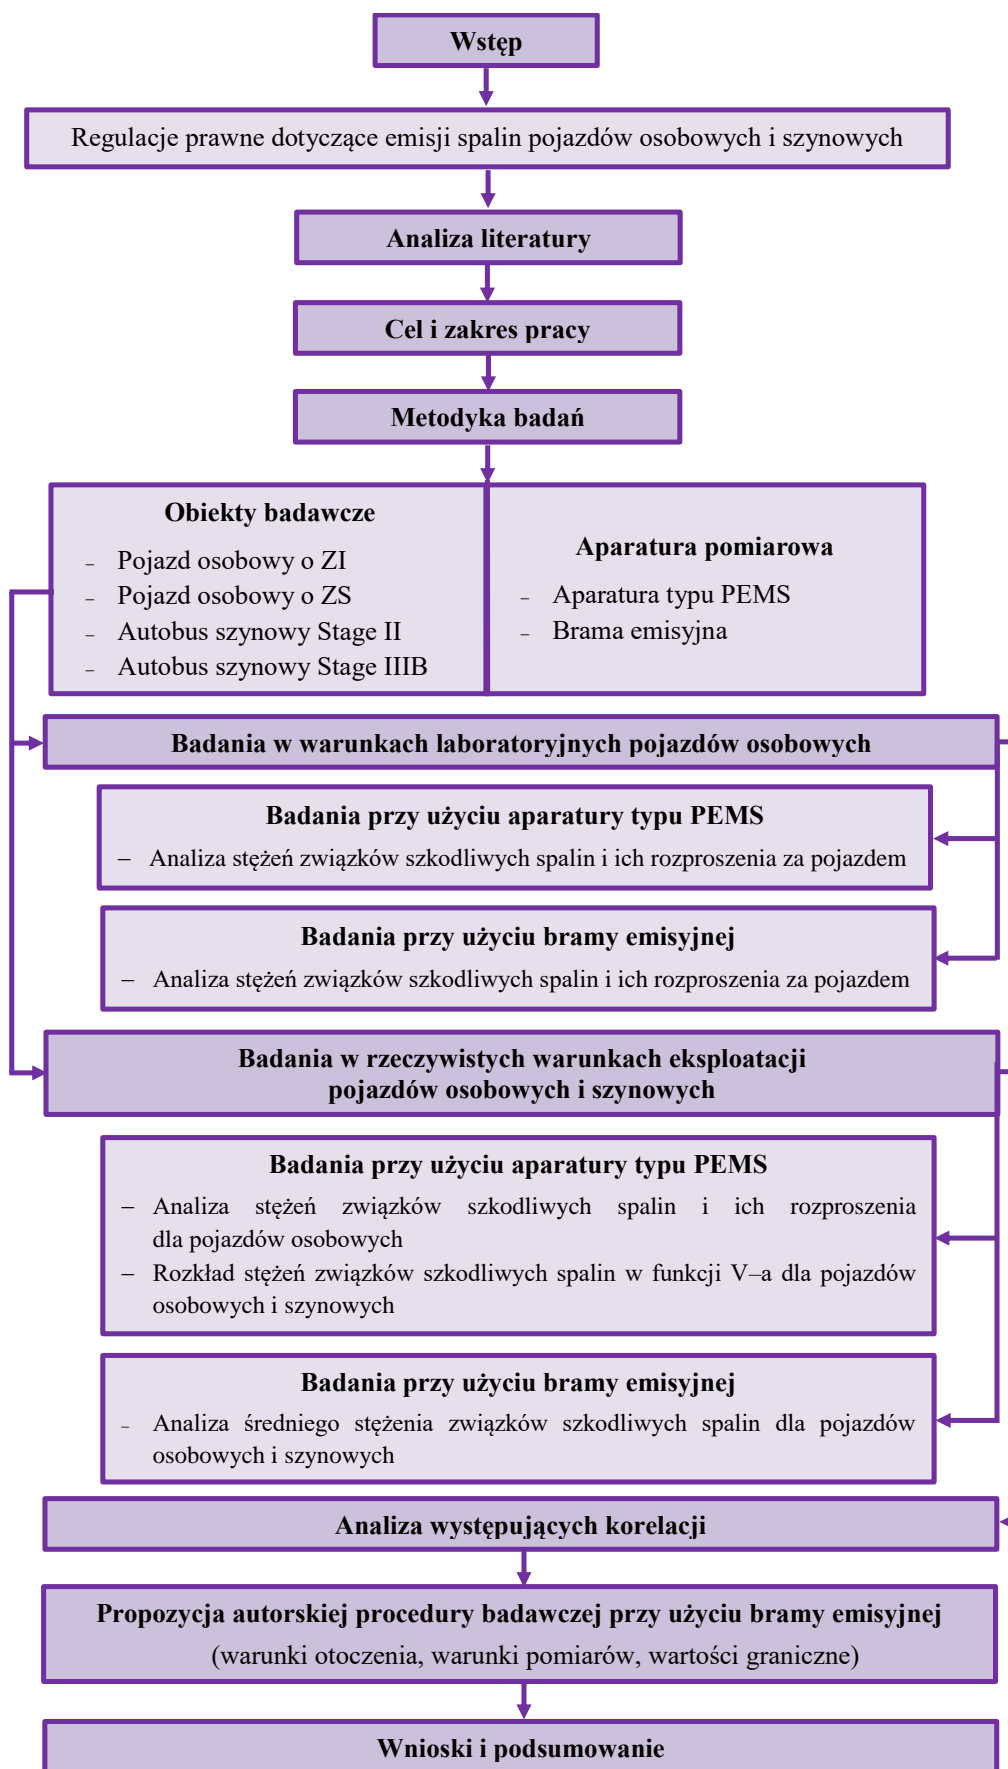 Wstęp
Regulacje prawne dotyczące emisji spalin pojazdów osobowych i szynowych
Analiza literatury
Cel i zakres pracy
Metodyka badań
Obiekty badawcze
- Pojazd osobowy o ZI
- Pojazd osobowy o ZS
- Autobus szynowy Stage II
- Autobus szynowy Stage IIIB
Aparatura pomiarowa
- Aparatura typu PEMS
- Brama emisyjna
Badania w warunkach laboratoryjnych pojazdów osobowych
Badania przy użyciu aparatury typu PEMS
– Analiza stężeń związków szkodliwych spalin i ich rozproszenia za pojazdem
Badania przy użyciu bramy emisyjnej
– Analiza stężeń związków szkodliwych spalin i ich rozproszenia za pojazdem
Badania w rzeczywistych warunkach eksploatacji
pojazdów osobowych i szynowych
Badania przy użyciu aparatury typu PEMS
– Analiza stężeń związków szkodliwych spalin i ich rozproszenia
dla pojazdów osobowych
– Rozkład stężeń związków szkodliwych spalin w funkcji V–a dla pojazdów
osobowych i szynowych
Badania przy użyciu bramy emisyjnej
- Analiza średniego stężenia związków szkodliwych spalin dla pojazdów
osobowych i szynowych
Analiza występujących korelacji
Propozycja autorskiej procedury badawczej przy użyciu bramy emisyjnej
(warunki otoczenia, warunki pomiarów, wartości graniczne)
Wnioski i podsumowanie